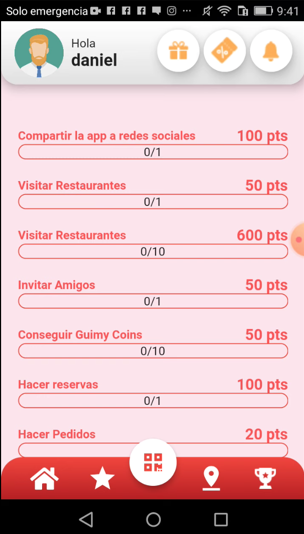 Solo emergencia 9:41
Hola
daniel
Compartir la app a redes sociales 100 pts
0/1
Visitar Restaurantes 50 pts
0/1
Visitar Restaurantes 600 pts
0/10
Invitar Amigos 50 pts
0/1
Conseguir Guimy Coins 50 pts
0/10
Hacer reservas 100 pts
0/1
Hacer Pedidos 20 pts